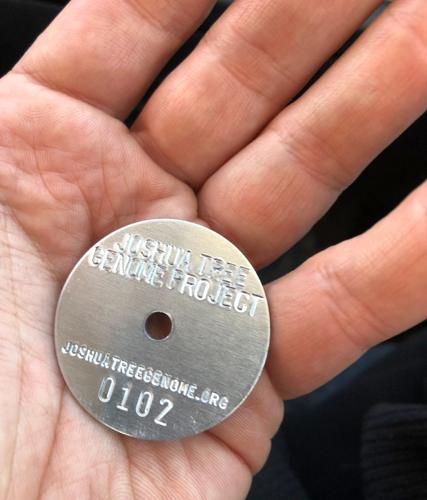 JOSHUA TREE
GENOME PROJECT
JOSHUATREEGENOME.ORG
0102